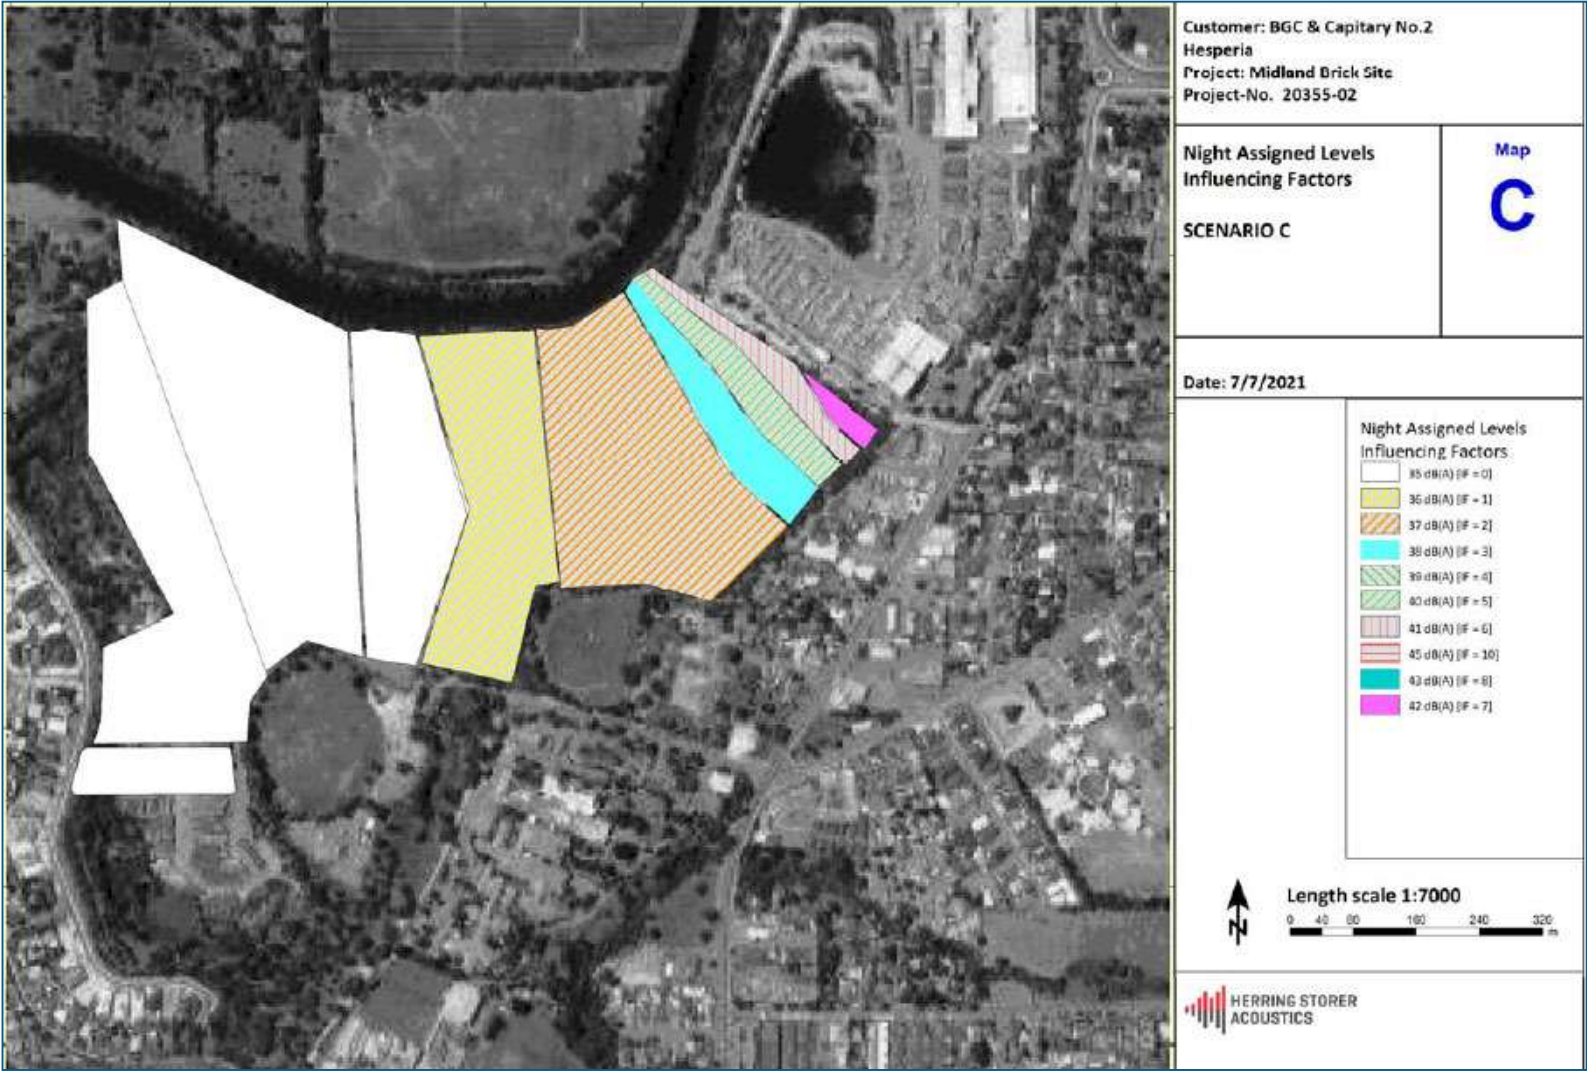 Customer: BGC & Capitary No.2
Hesperia
Project: Midland Brick Site
Project-No. 20355-02
Night Assigned Levels
Influencing Factors
SCENARIO C
Map
C
Date: 7/7/2021
Night Assigned Levels
Influencing Factors
35 dB(A) [IF = 0]
36 dB(A) [IF = 1]
37 dB(A) [IF = 2]
38 dB(A) [IF = 3]
39 dB(A) [IF = 4]
40 dB(A) [IF = 5]
41 dB(A) [IF = 6]
45 dB(A) [IF = 10]
43 dB(A) [IF = 8]
42 dB(A) [IF = 7]
Length scale 1:7000
0 40 80 160 240 320
m
N
HERRING STORER
ACOUSTICS